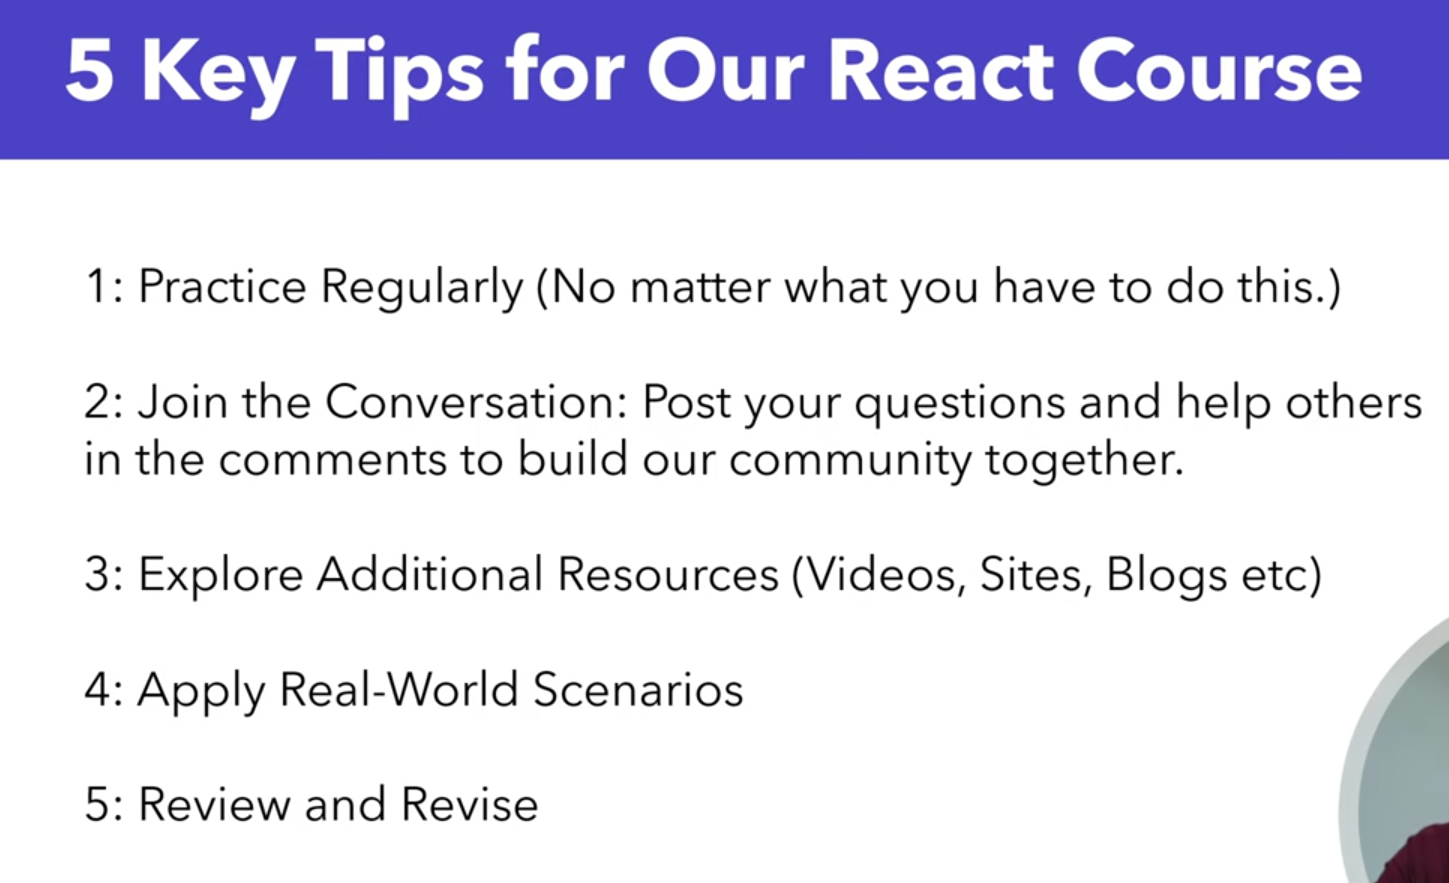 5 Key Tips for Our React Course
1: Practice Regularly (No matter what you have to do this.)
2: Join the Conversation: Post your questions and help others
in the comments to build our community together.
3: Explore Additional Resources (Videos, Sites, Blogs etc)
4: Apply Real-World Scenarios
5: Review and Revise